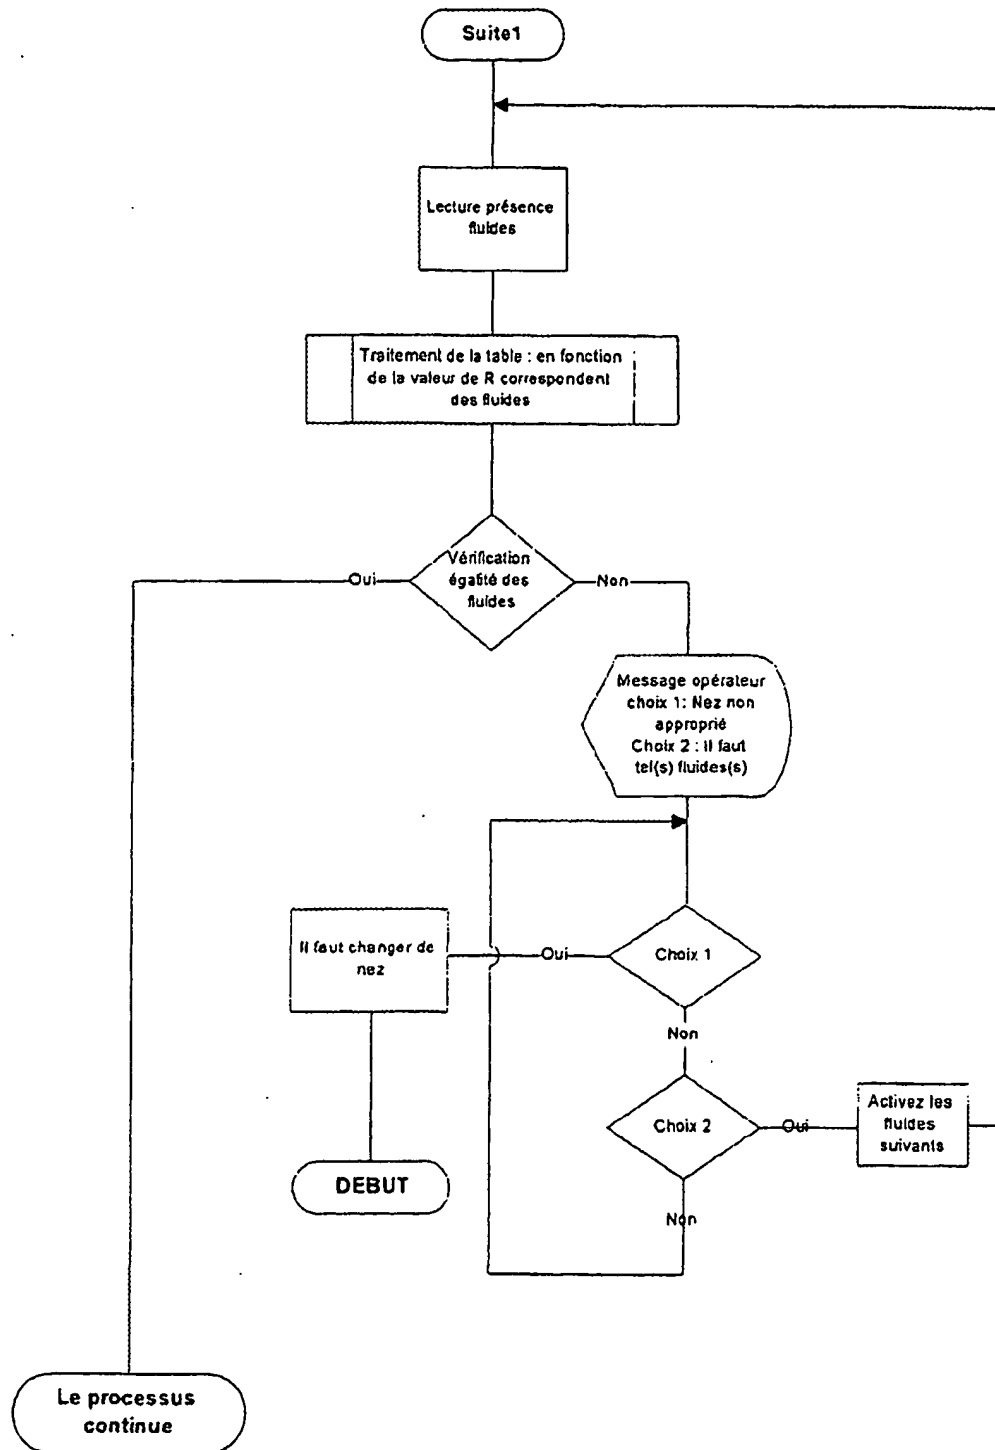 Suite1
Lecture présence
fluides
Traitement de la table : en fonction
de la valeur de R correspondent
des fluides
Vérification
égalité des
fluides
Oui
Non
Message opérateur
choix 1: Nez non
approprié
Choix 2 : Il faut
tel(s) fluides(s)
Il faut changer de
nez
Oui
Choix 1
Non
Choix 2
Oui
Activez les
fluides
suivants
DEBUT
Non
Le processus
continue